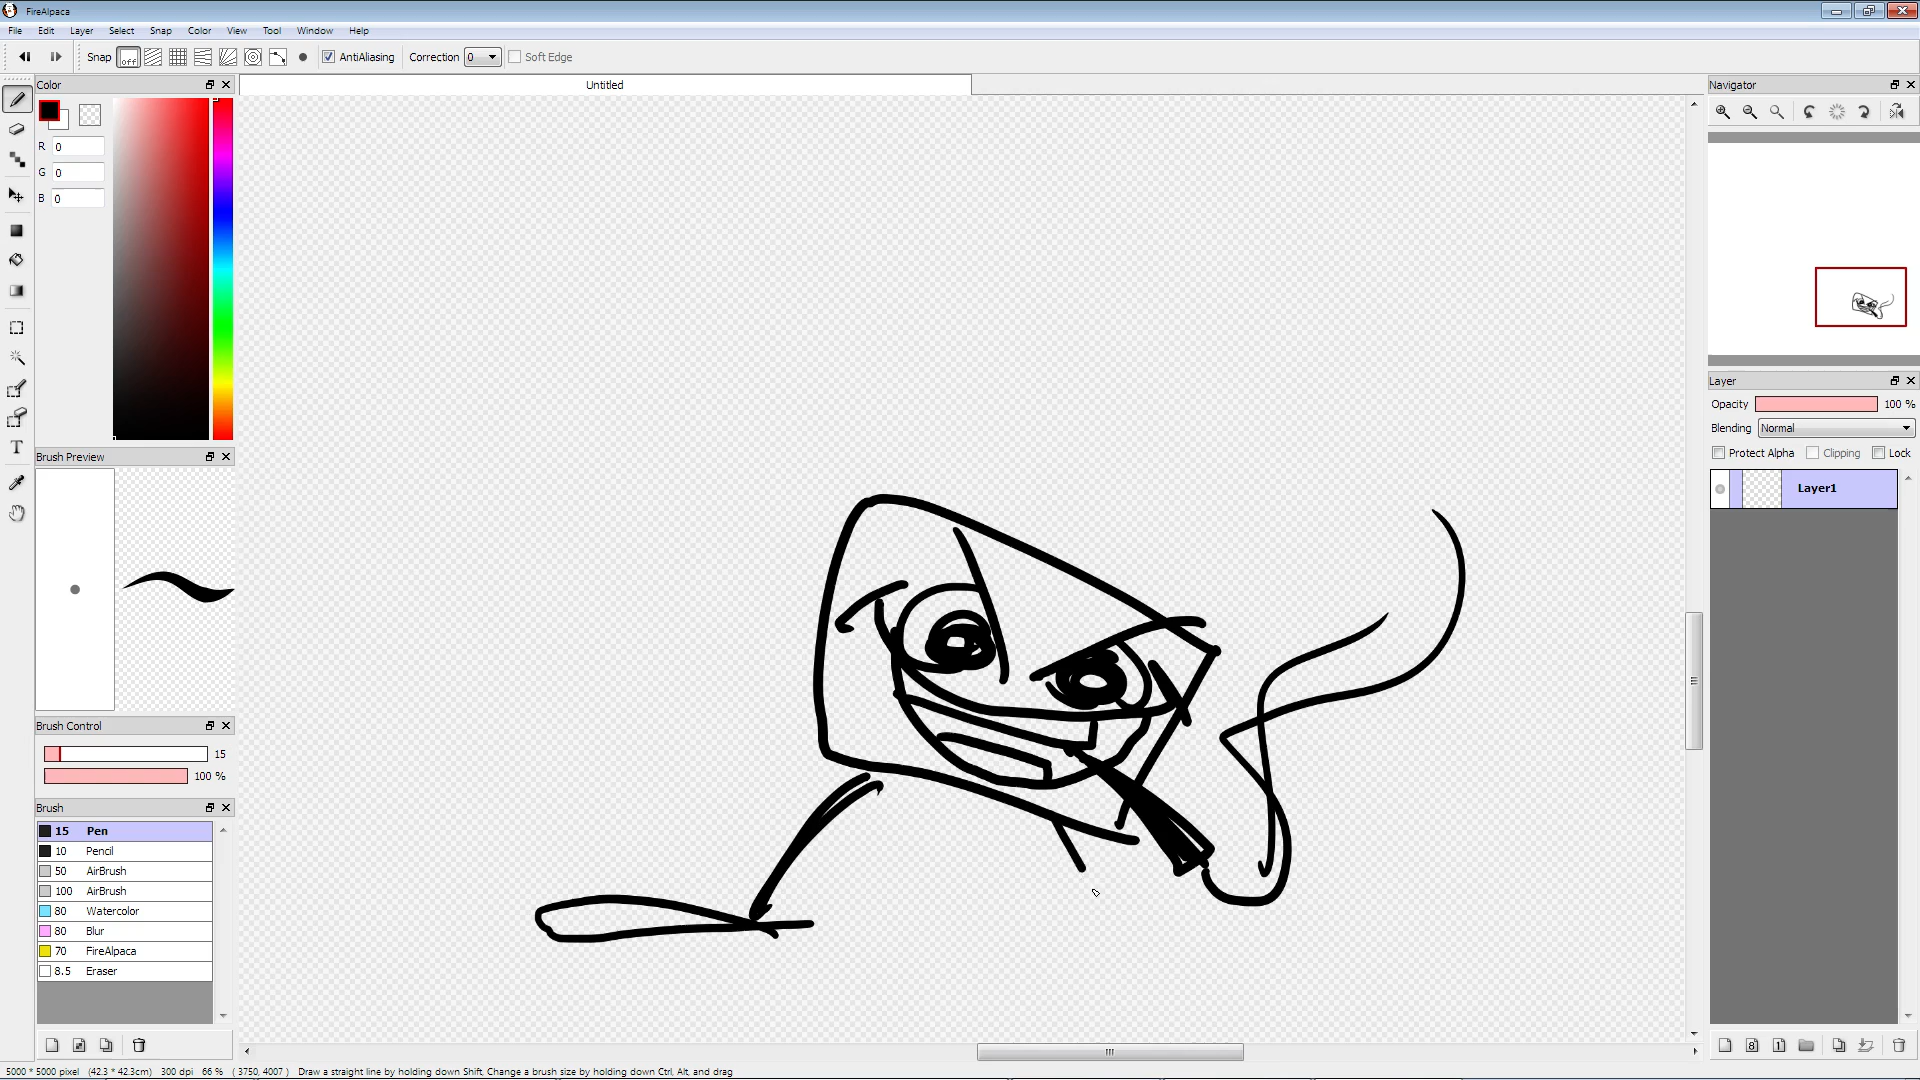 FireAlpaca
File Edit Layer Select Snap Color View Tool Window Help
Snap off AntiAliasing Correction 0 Soft Edge
Color
Untitled
Navigator
R 0
G 0
B 0
Layer
Opacity 100 %
Blending Normal
Protect Alpha Clipping Lock
Layer1
Brush Preview
Brush Control
15
100 %
Brush
15 Pen
10 Pencil
50 AirBrush
100 AirBrush
80 Watercolor
80 Blur
70 FireAlpaca
8.5 Eraser
T
8
1
5000 * 5000 pixel (42.3 * 42.3cm) 300 dpi 66 % ( 3750, 4007 ) Draw a straight line by holding down Shift, Change a brush size by holding down Ctrl, Alt, and drag